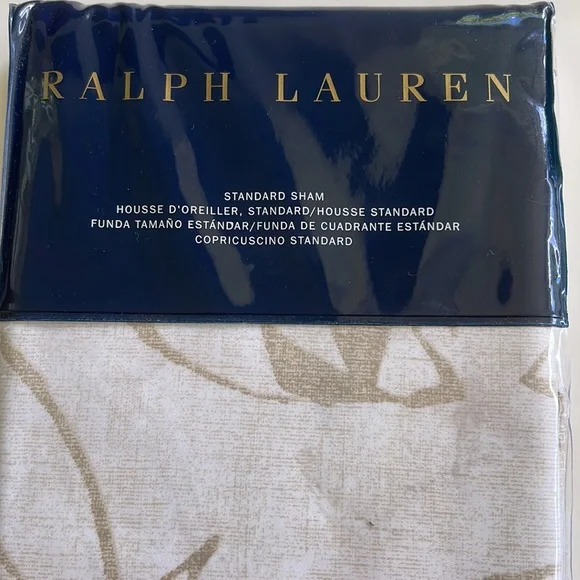 RALPH LAUREN
STANDARD SHAM
HOUSSE D'OREILLER, STANDARD/HOUSSE STANDARD
FUNDA TAMAÑO ESTÁNDAR/FUNDA DE CUADRANTE ESTÁNDAR
COPRICUSCINO STANDARD